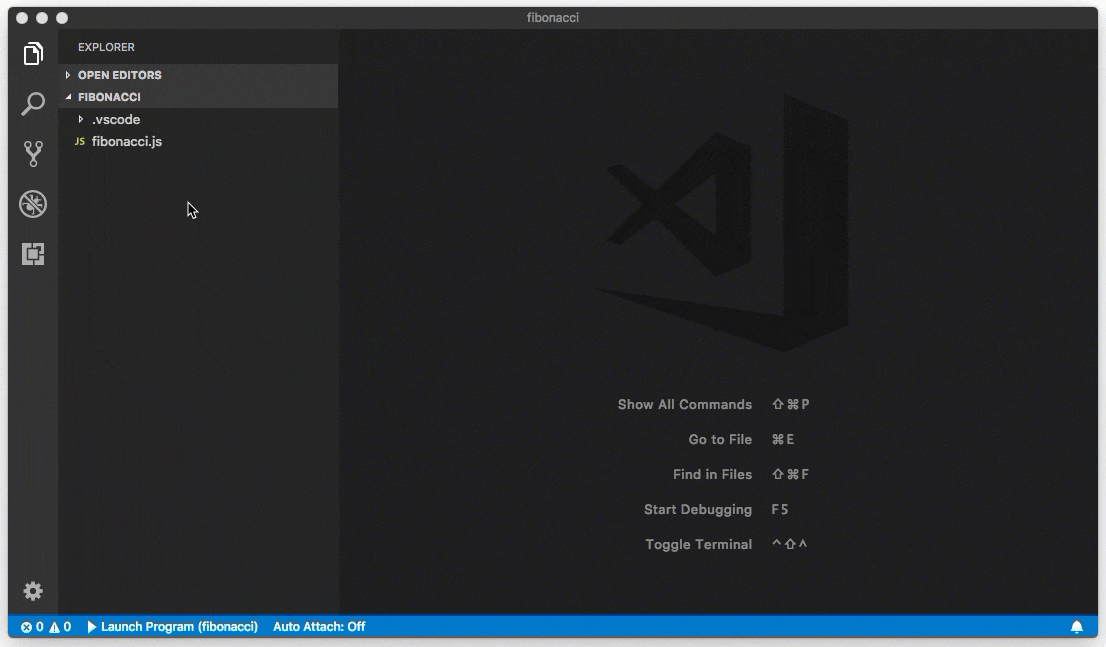 fibonacci
EXPLORER
OPEN EDITORS
FIBONACCI
.vscode
JS fibonacci.js
Show All Commands ⇧⌘P
Go to File ⌘E
Find in Files ⇧⌘F
Start Debugging F5
Toggle Terminal ^⇧^
0 0 Launch Program (fibonacci) Auto Attach: Off